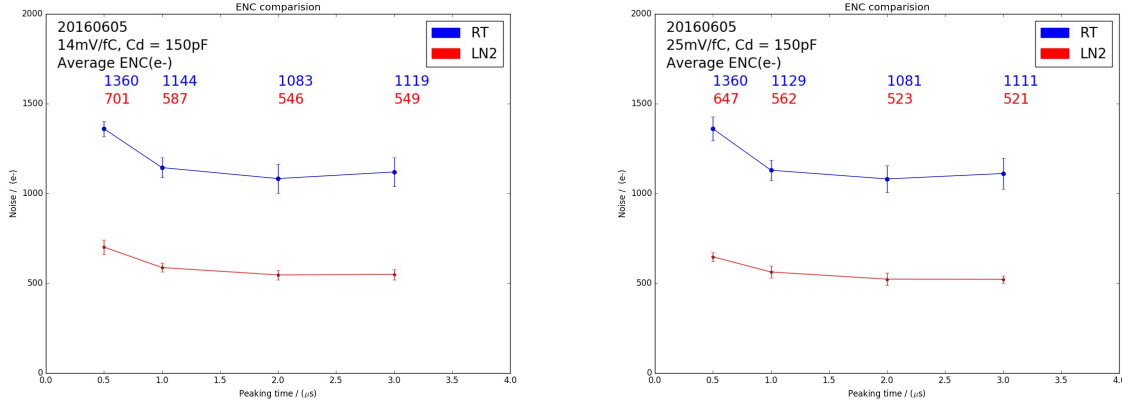 ENC comparision
20160605
14mV/fC, Cd = 150pF
Average ENC(e-)
1360 1144 1083 1119
701 587 546 549
RT
LN2
2000
1500
1000
500
0
Noise / (e-)
0.0 0.5 1.0 1.5 2.0 2.5 3.0 3.5 4.0
Peaking time / (μs)
ENC comparision
20160605
25mV/fC, Cd = 150pF
Average ENC(e-)
1360 1129 1081 1111
647 562 523 521
RT
LN2
2000
1500
1000
500
0
Noise / (e-)
0.0 0.5 1.0 1.5 2.0 2.5 3.0 3.5 4.0
Peaking time / (μs)